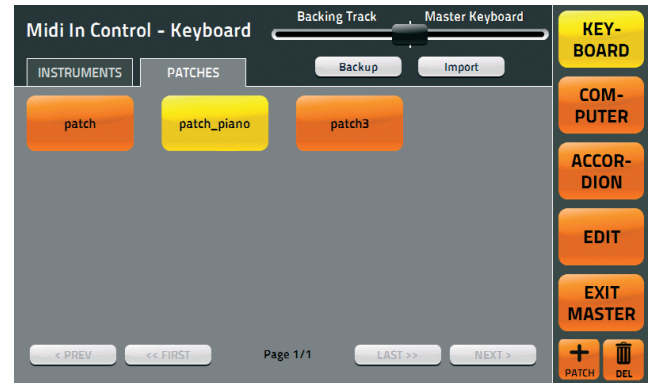 Midi In Control - Keyboard
Backing Track
Master Keyboard
Backup
Import
INSTRUMENTS
PATCHES
patch
patch_piano
patch3
< PREV
<< FIRST
Page 1/1
LAST >>
NEXT >
KEY-
BOARD
COM-
PUTER
ACCOR-
DION
EDIT
EXIT
MASTER
PATCH
DEL